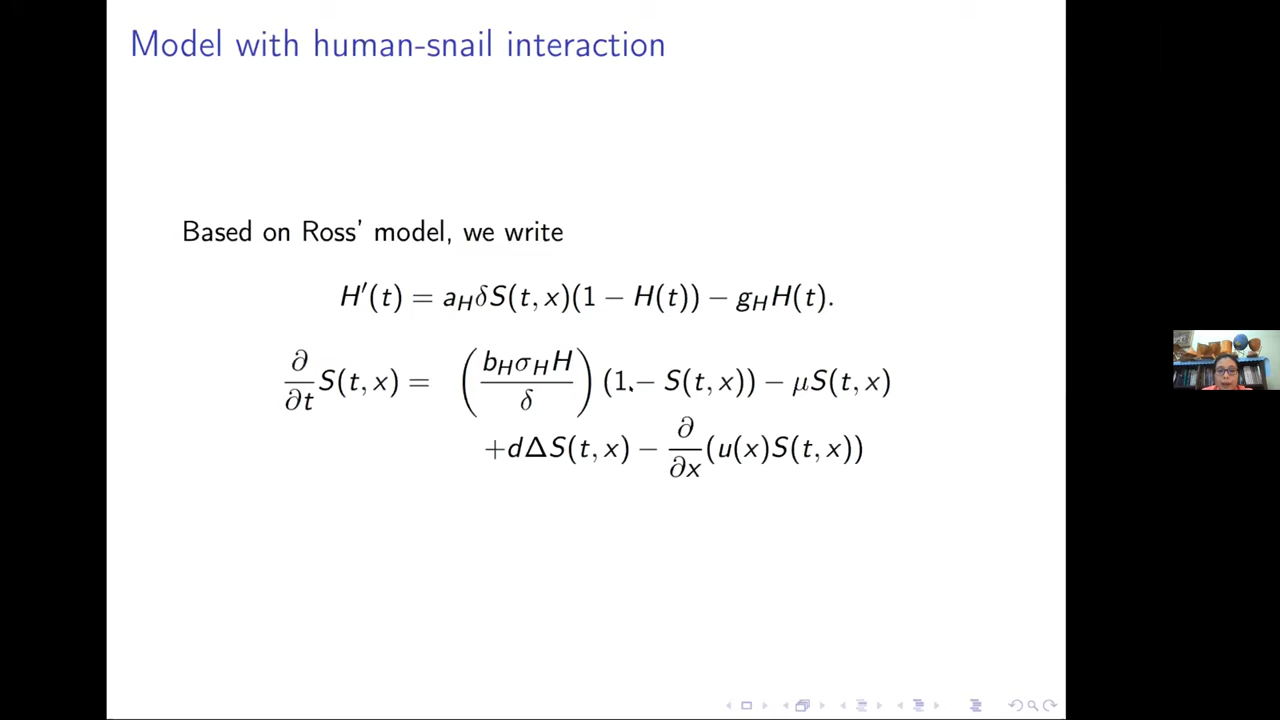 Model with human-snail interaction
Based on Ross' model, we write
H′(t) = a_H δS(t, x)(1 − H(t)) − g_H H(t).
∂/∂t S(t, x) = (b_H σ_H H / δ) (1 − S(t, x)) − μS(t, x)
+dΔS(t, x) − ∂/∂x (u(x)S(t, x))